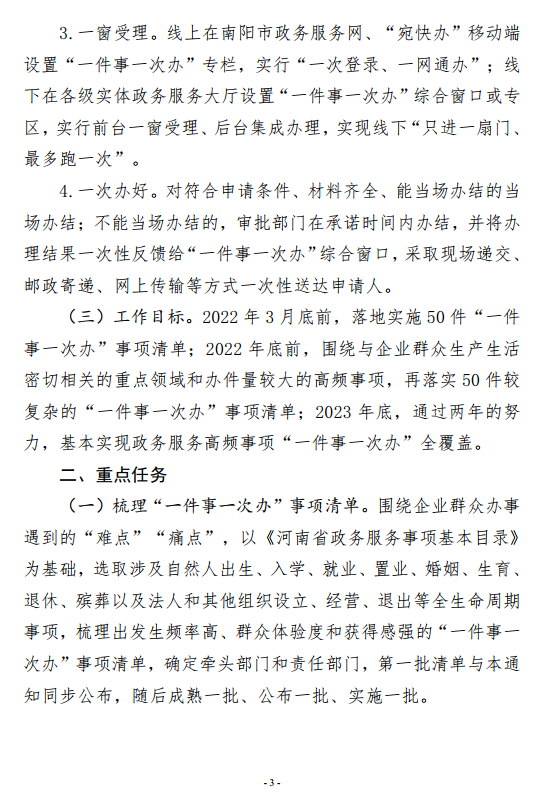 3.一窗受理。线上在南阳市政务服务网、“宛快办”移动端
设置“一件事一次办”专栏，实行“一次登录、一网通办”；线
下在各级实体政务服务大厅设置“一件事一次办”综合窗口或专
区，实行前台一窗受理、后台集成办理，实现线下“只进一扇门、
最多跑一次”。
4.一次办好。对符合申请条件、材料齐全、能当场办结的当
场办结；不能当场办结的，审批部门在承诺时间内办结，并将办
理结果一次性反馈给“一件事一次办”综合窗口，采取现场递交、
邮政寄递、网上传输等方式一次性送达申请人。
（三）工作目标。2022 年 3 月底前，落地实施 50 件“一件
事一次办”事项清单；2022 年底前，围绕与企业群众生产生活
密切相关的重点领域和办件量较大的高频事项，再落实 50 件较
复杂的“一件事一次办”事项清单；2023 年底，通过两年的努
力，基本实现政务服务高频事项“一件事一次办”全覆盖。
二、重点任务
（一）梳理“一件事一次办”事项清单。围绕企业群众办事
遇到的“难点”“痛点”，以《河南省政务服务事项基本目录》
为基础，选取涉及自然人出生、入学、就业、置业、婚姻、生育、
退休、殡葬以及法人和其他组织设立、经营、退出等全生命周期
事项，梳理出发生频率高、群众体验度和获得感强的“一件事一
次办”事项清单，确定牵头部门和责任部门，第一批清单与本通
知同步公布，随后成熟一批、公布一批、实施一批。
- 3 -